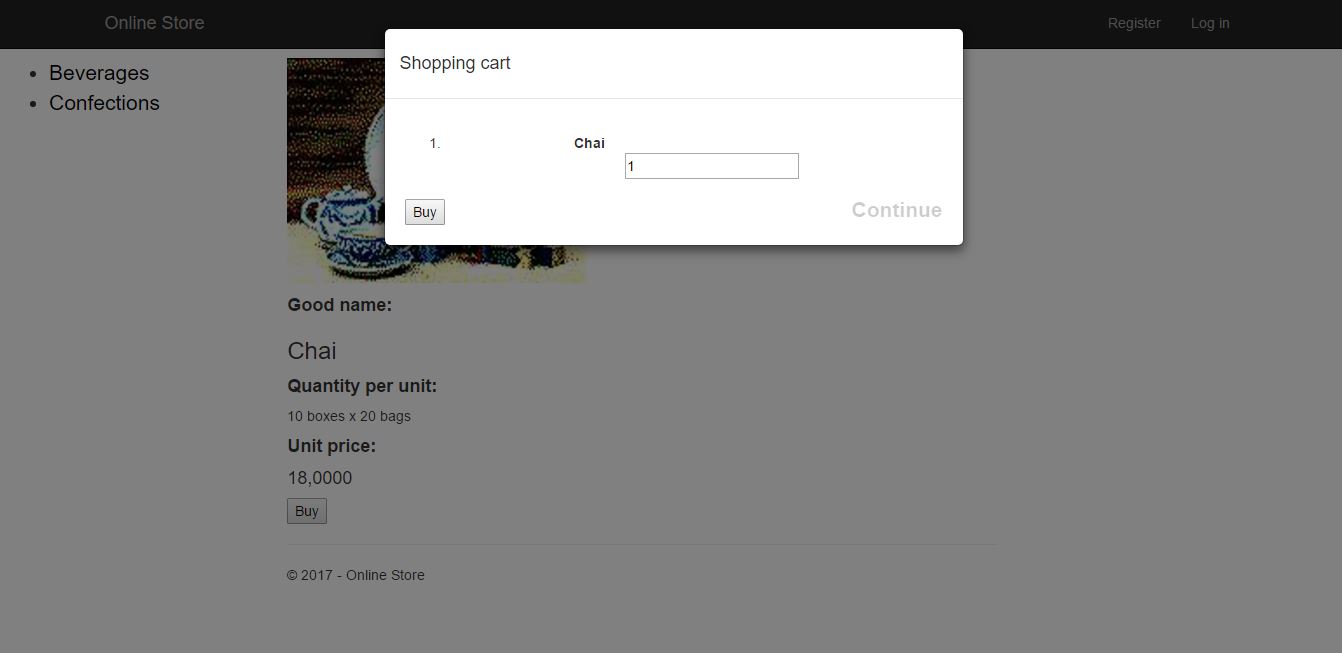 Online Store
Register
Log in
Beverages
Confections
Shopping cart
1.
Chai
1
Buy
Continue
Good name:
Chai
Quantity per unit:
10 boxes x 20 bags
Unit price:
18,0000
Buy
© 2017 - Online Store